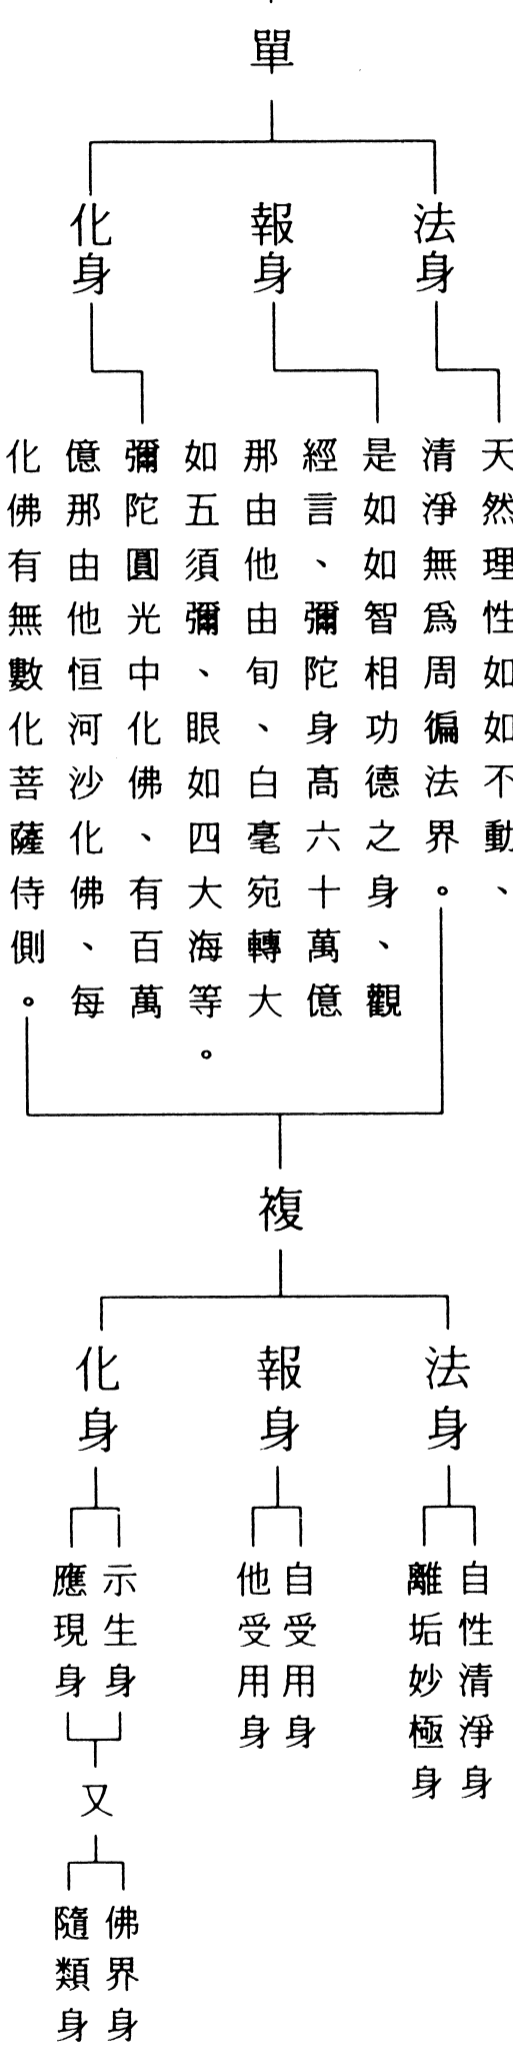 單
法身
報身
化身
天然理性如如不動、
清淨無爲周徧法界。
是如如智相功德之身、觀
經言、彌陀身高六十萬億
那由他由旬、白毫宛轉大
如五須彌、眼如四大海等。
彌陀圓光中化佛、有百萬
億那由他恒河沙化佛、每
化佛有無數化菩薩侍側。
複
法身
報身
化身
自性清淨身
離垢妙極身
自受用身
他受用身
示生身
應現身
又
佛界身
隨類身